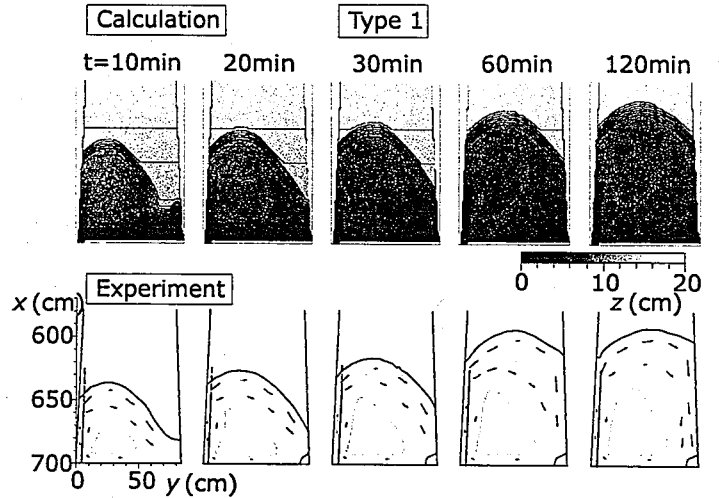 Calculation Type 1
t=10min 20min 30min 60min 120min
0 10 20
z (cm)
Experiment
x (cm)
600
650
700
0 50 y (cm)